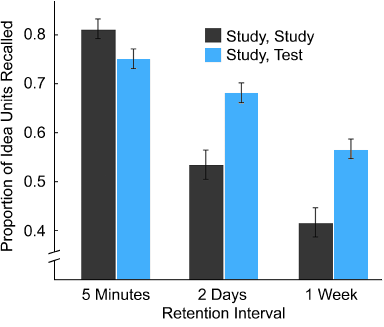 Proportion of Idea Units Recalled
0.8
0.7
0.6
0.5
0.4
Study, Study
Study, Test
5 Minutes
2 Days
1 Week
Retention Interval